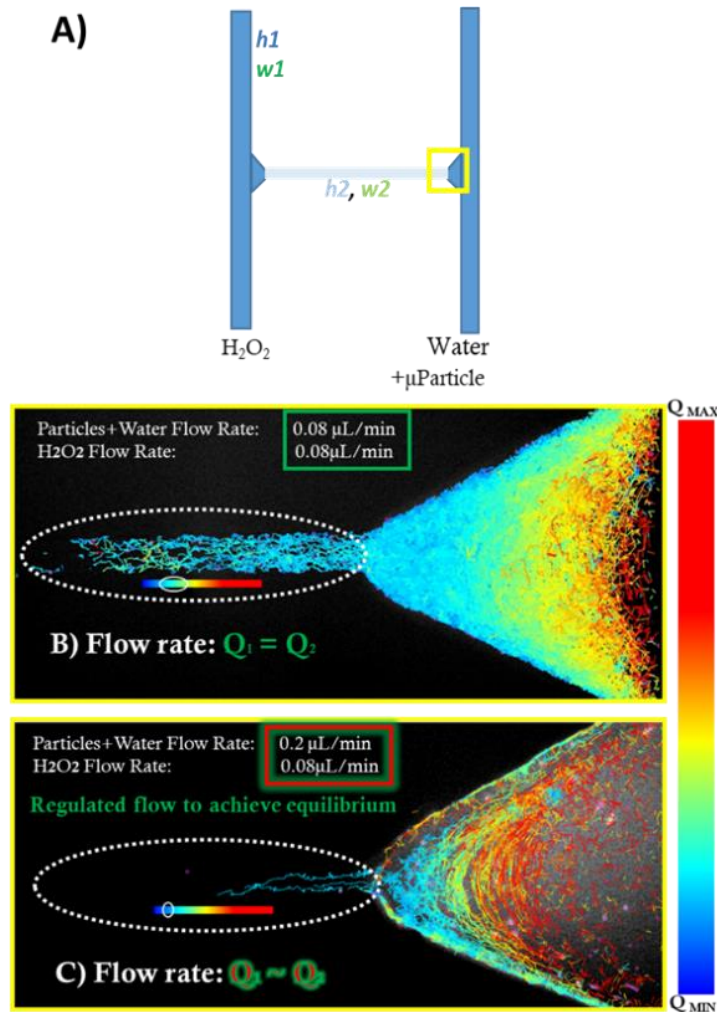 A)
h1
w1
h2, w2
H₂O₂
Water
+µParticle
Q MAX
Particles+Water Flow Rate: 0.08 µL/min
H2O2 Flow Rate: 0.08µL/min
B) Flow rate: Q₁ = Q₂
Particles+Water Flow Rate: 0.2 µL/min
H2O2 Flow Rate: 0.08µL/min
Regulated flow to achieve equilibrium
C) Flow rate: Q₁ ~ Q₂
Q MIN